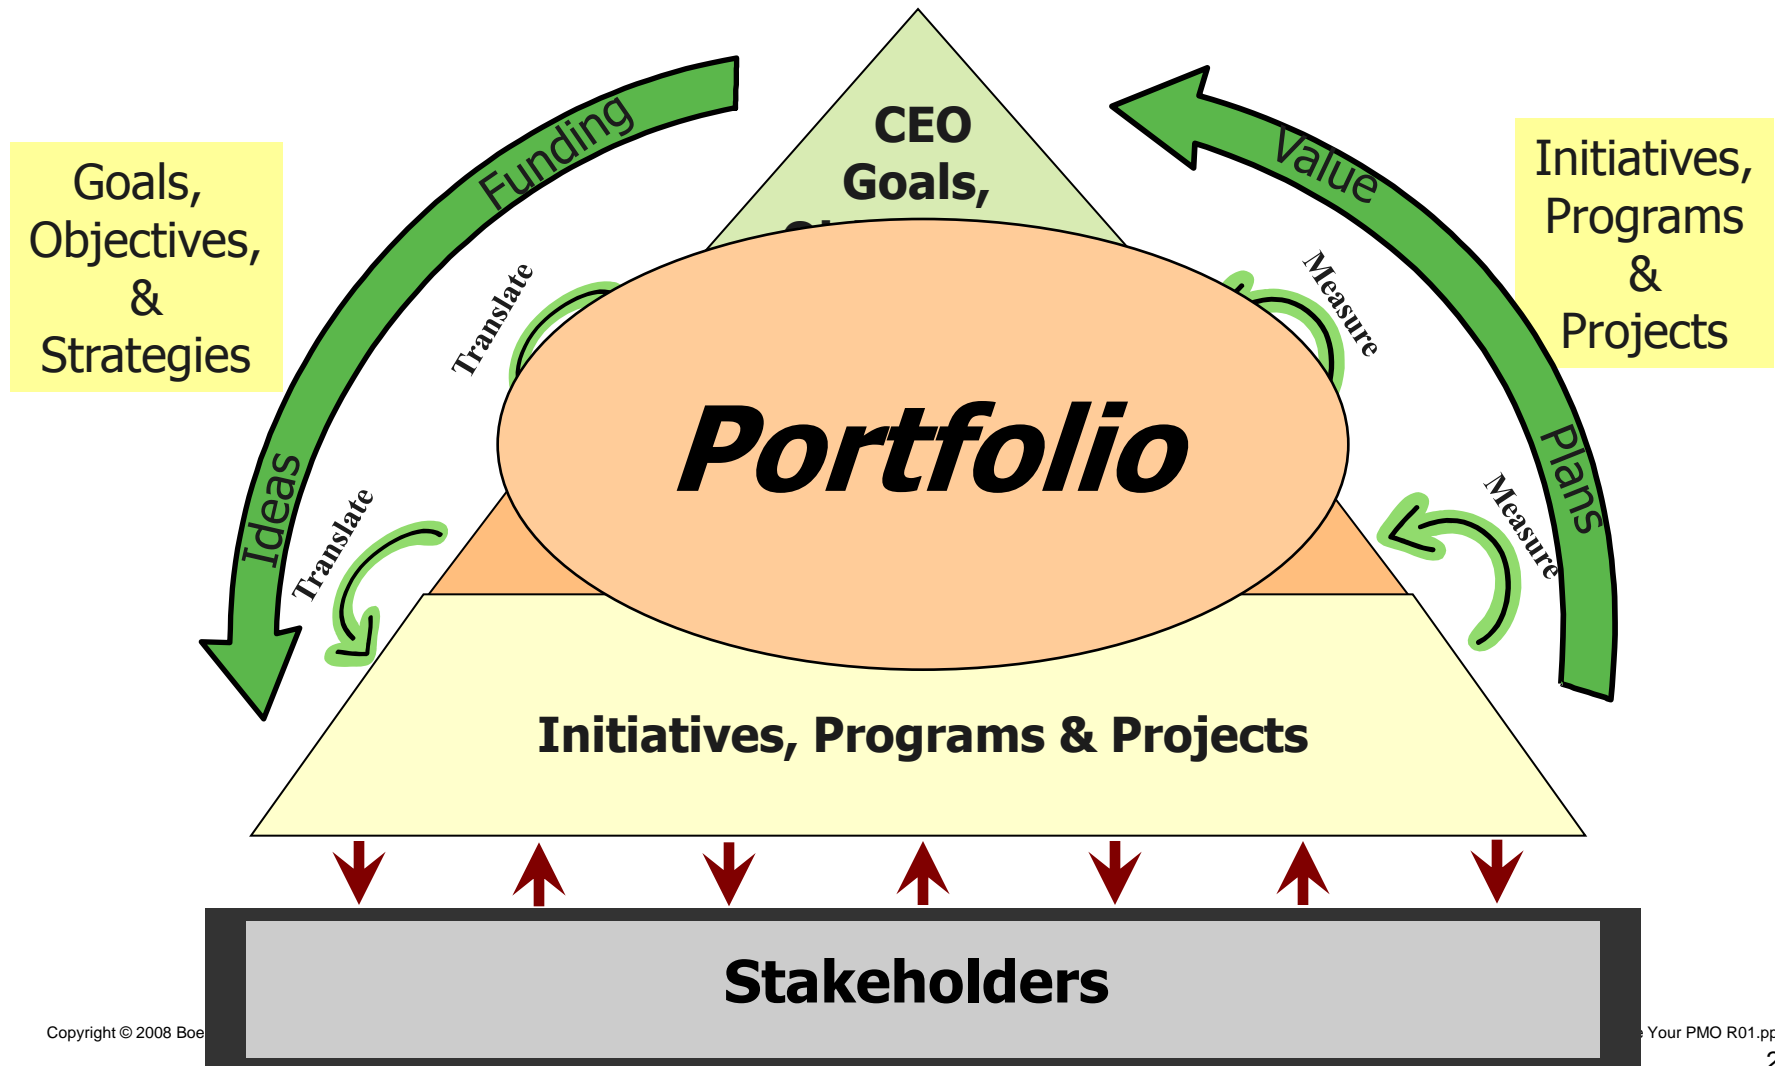 CEO
Goals,
Funding
Value
Goals,
Objectives,
&
Strategies
Initiatives,
Programs
&
Projects
Translate
Measure
Portfolio
Ideas
Plans
Translate
Measure
Initiatives, Programs & Projects
Stakeholders
Copyright © 2008
Your PMO R01.pp
2